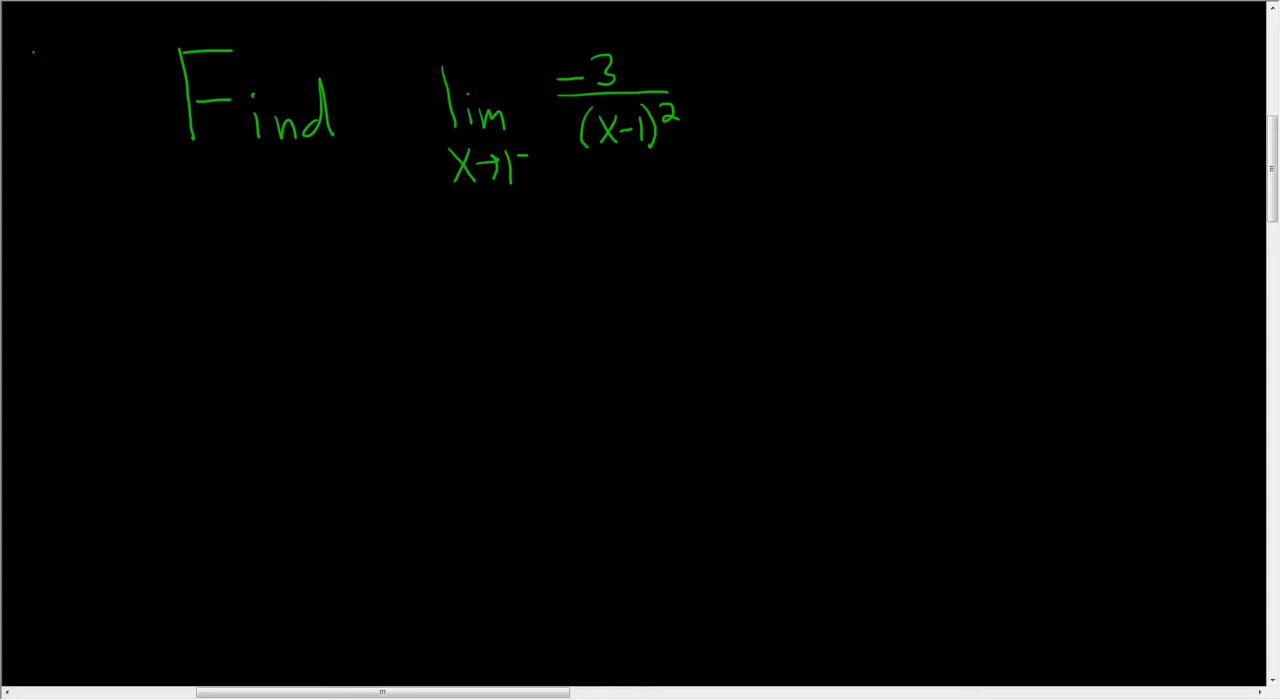 Find lim x→1⁻ -3/(x-1)²